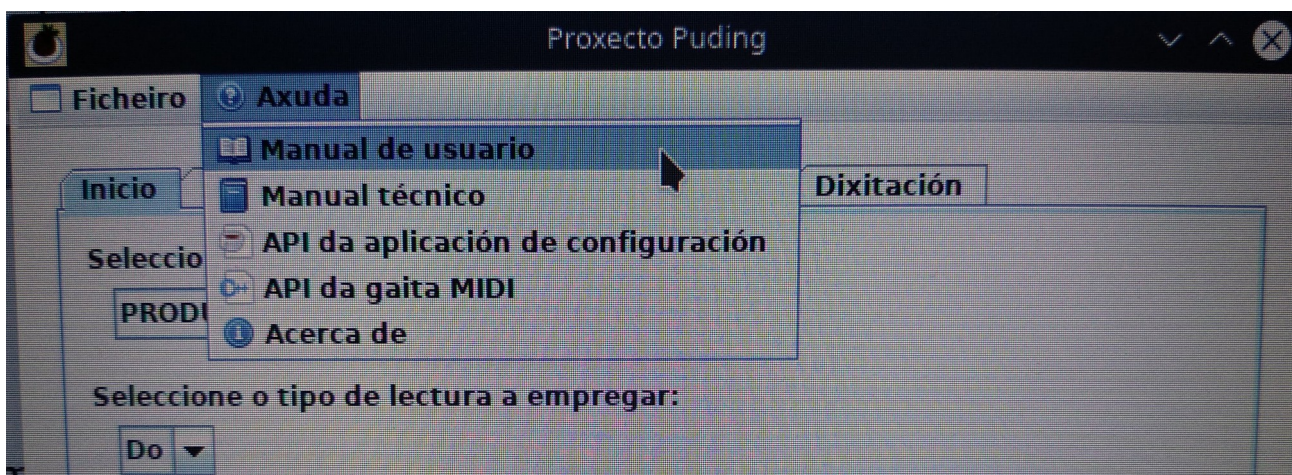 Proxecto Puding
Ficheiro Axuda
Manual de usuario
Inicio Dixitación
Manual técnico
API da aplicación de configuración
Seleccio
API da gaita MIDI
PRODU
Acerca de
Seleccione o tipo de lectura a empregar:
Do